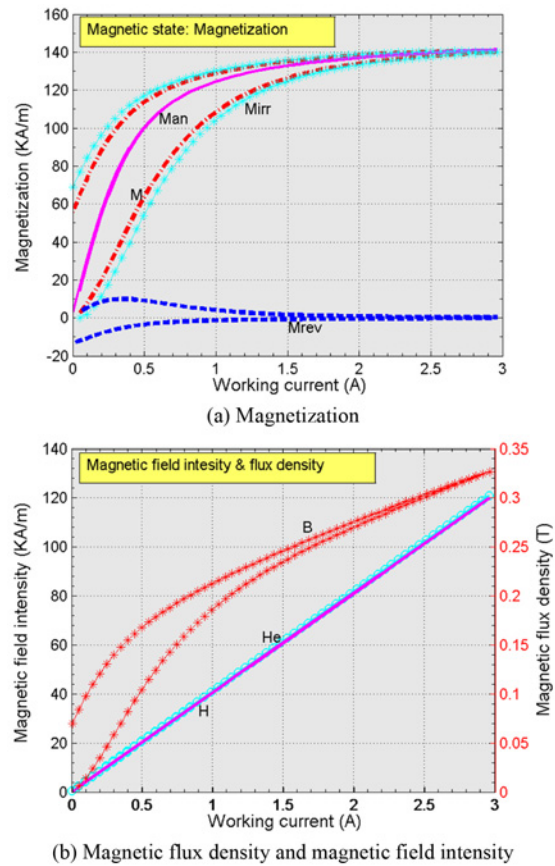 Magnetic state: Magnetization
160
140
120
100
80
60
40
20
0
-20
Magnetization (KA/m)
Man
Mirr
M
Mrev
0
0.5
1
1.5
2
2.5
3
Working current (A)
(a) Magnetization
Magnetic field intesity & flux density
140
120
100
80
60
40
20
0
Magnetic field intensity (KA/m)
B
He
H
0.35
0.3
0.25
0.2
0.15
0.1
0.05
0
Magnetic flux density (T)
0
0.5
1
1.5
2
2.5
3
Working current (A)
(b) Magnetic flux density and magnetic field intensity